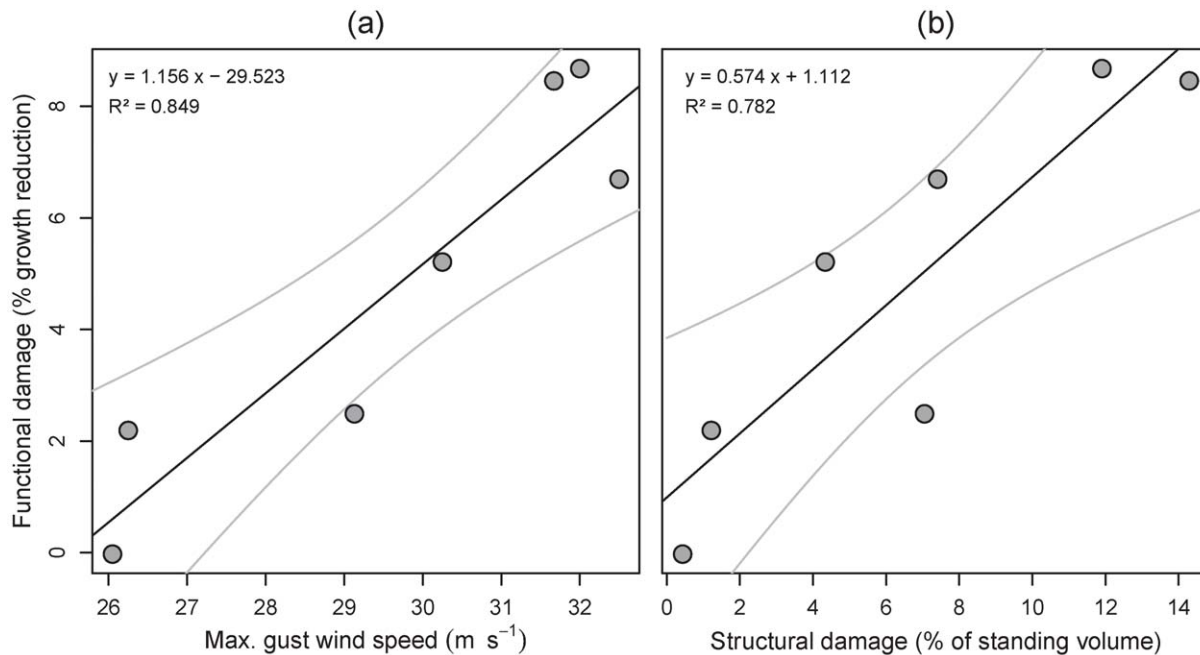 (a)
y = 1.156 x − 29.523
R² = 0.849
Functional damage (% growth reduction)
8
6
4
2
0
26 27 28 29 30 31 32
Max. gust wind speed (m s⁻¹)
(b)
y = 0.574 x + 1.112
R² = 0.782
0 2 4 6 8 10 12 14
Structural damage (% of standing volume)